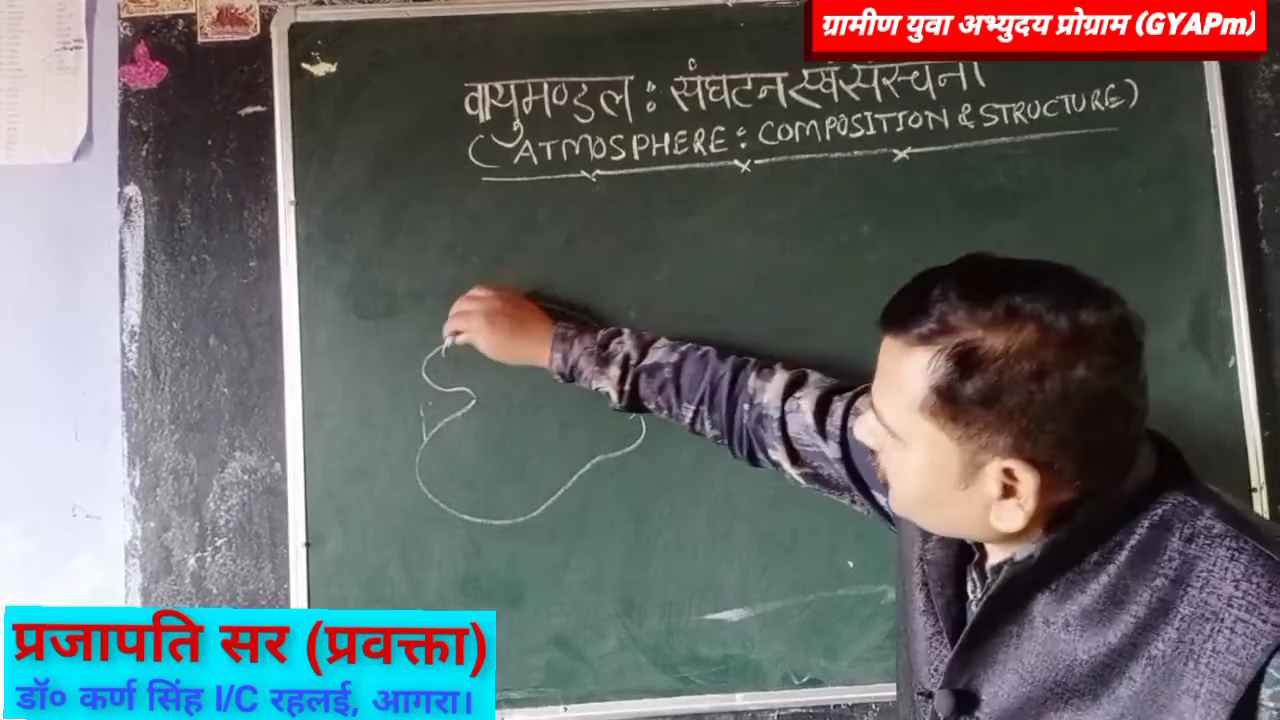 ग्रामीण युवा अभ्युदय प्रोग्राम (GYAPm)
वायुमण्डल : संघटन एवं संरचना
(ATMOSPHERE : COMPOSITION & STRUCTURE)
प्रजापति सर (प्रवक्ता)
डॉ० कर्ण सिंह I/C रहलई, आगरा।